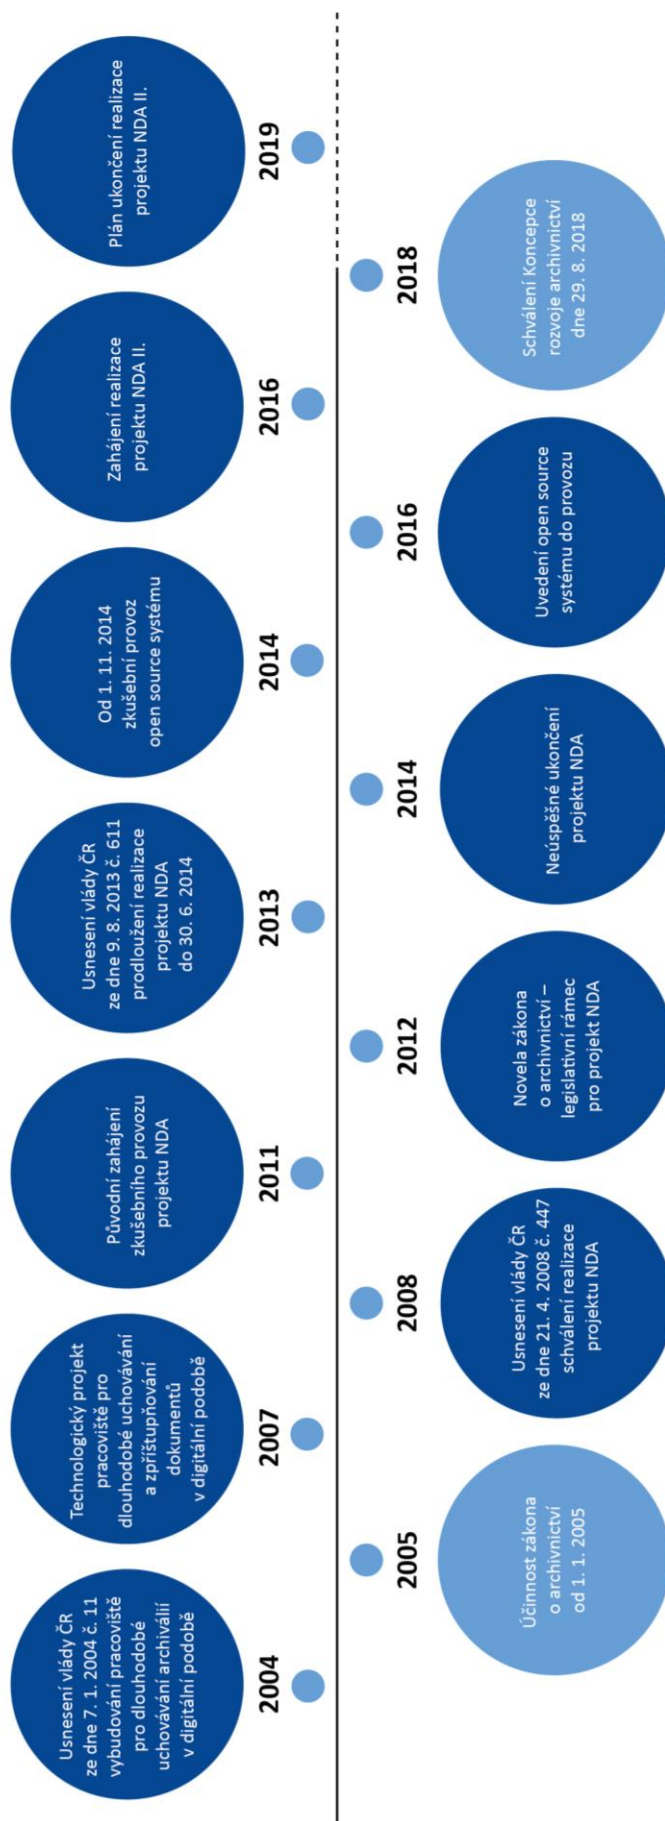 Usnesení vlády ČR
ze dne 7. 1. 2004 č. 11
vybudování pracoviště
pro dlouhodobé
uchovávání archiválií
v digitální podobě
2004
2005
Účinnost zákona
o archivnictví
od 1. 1. 2005
Technologický projekt
pracoviště pro
dlouhodobé uchovávání
a zpřístupňování
dokumentů
v digitální podobě
2007
2008
Usnesení vlády ČR
ze dne 21. 4. 2008 č. 447
schválení realizace
projektu NDA
Původní zahájení
zkušebního provozu
projektu NDA
2011
2012
Novela zákona
o archivnictví –
legislativní rámec
pro projekt NDA
Usnesení vlády ČR
ze dne 9. 8. 2013 č. 611
prodloužení realizace
projektu NDA
do 30. 6. 2014
2013
2014
Neúspěšné ukončení
projektu NDA
Od 1. 11. 2014
zkušební provoz
open source systému
2014
2016
Uvedení open source
systému do provozu
Zahájení realizace
projektu NDA II.
2016
2018
Schválení Koncepce
rozvoje archivnictví
dne 29. 8. 2018
Plán ukončení realizace
projektu NDA II.
2019